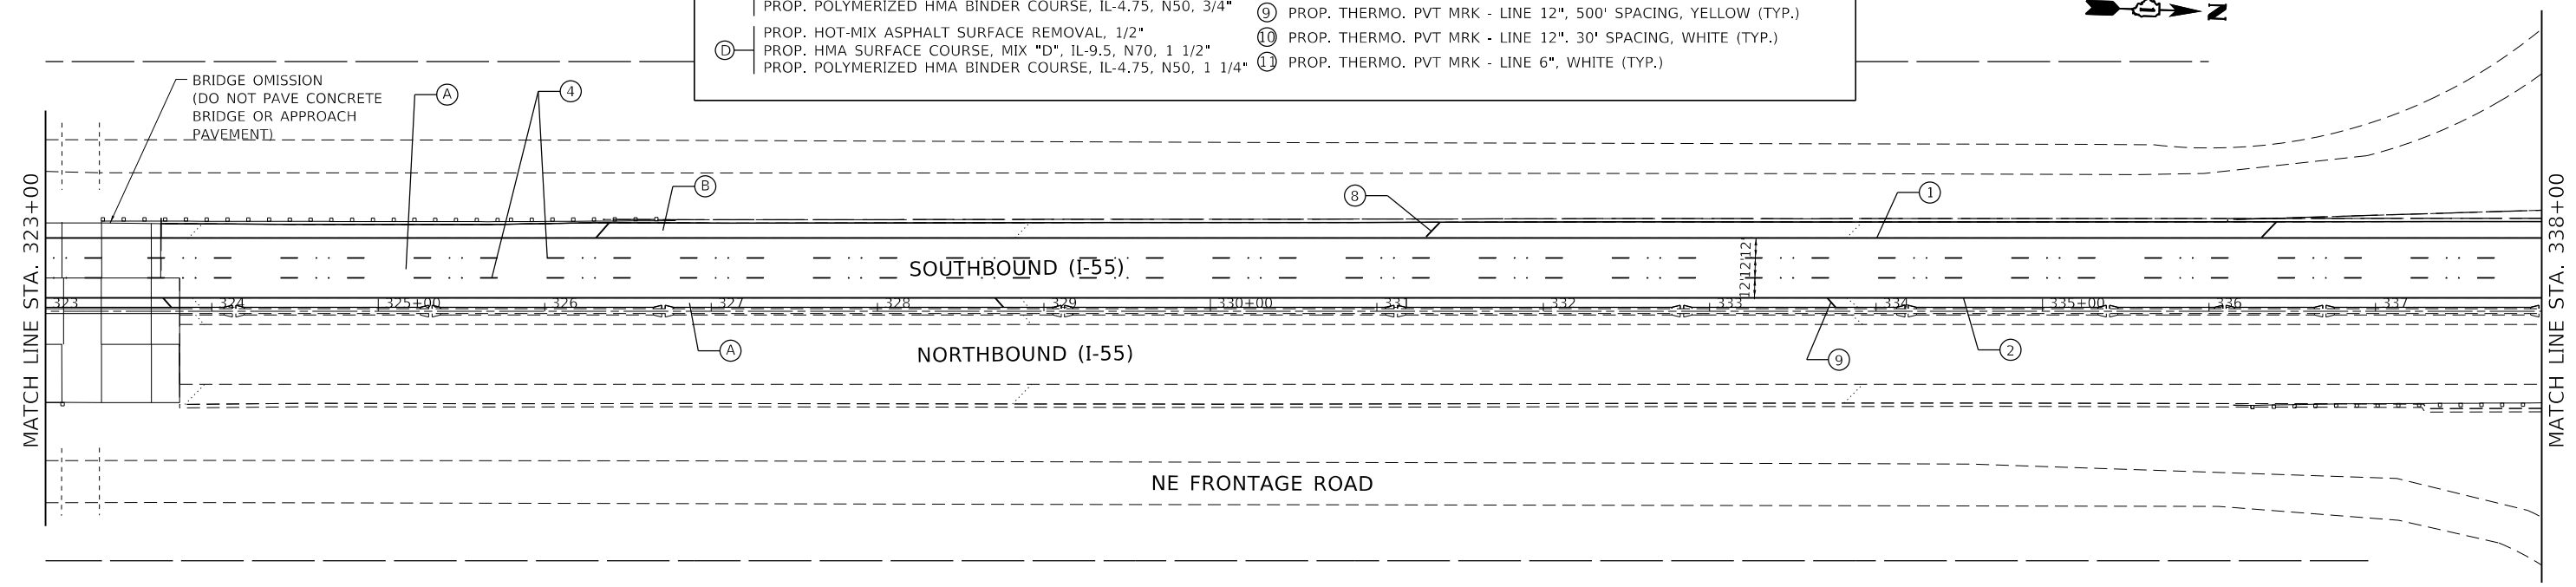 PROP. POLYMERIZED HMA BINDER COURSE, IL-4.75, N50, 3/4"
D
PROP. HOT-MIX ASPHALT SURFACE REMOVAL, 1/2"
PROP. HMA SURFACE COURSE, MIX "D", IL-9.5, N70, 1 1/2"
PROP. POLYMERIZED HMA BINDER COURSE, IL-4.75, N50, 1 1/4"
9 PROP. THERMO. PVT MRK - LINE 12", 500' SPACING, YELLOW (TYP.)
10 PROP. THERMO. PVT MRK - LINE 12". 30' SPACING, WHITE (TYP.)
11 PROP. THERMO. PVT MRK - LINE 6", WHITE (TYP.)
N
BRIDGE OMISSION
(DO NOT PAVE CONCRETE
BRIDGE OR APPROACH
PAVEMENT)
A
4
B
8
1
MATCH LINE STA. 323+00
SOUTHBOUND (I-55)
12'
12'
12'
323
324
325+00
326
327
328
329
330+00
331
332
333
334
335+00
336
337
A
NORTHBOUND (I-55)
9
2
MATCH LINE STA. 338+00
NE FRONTAGE ROAD